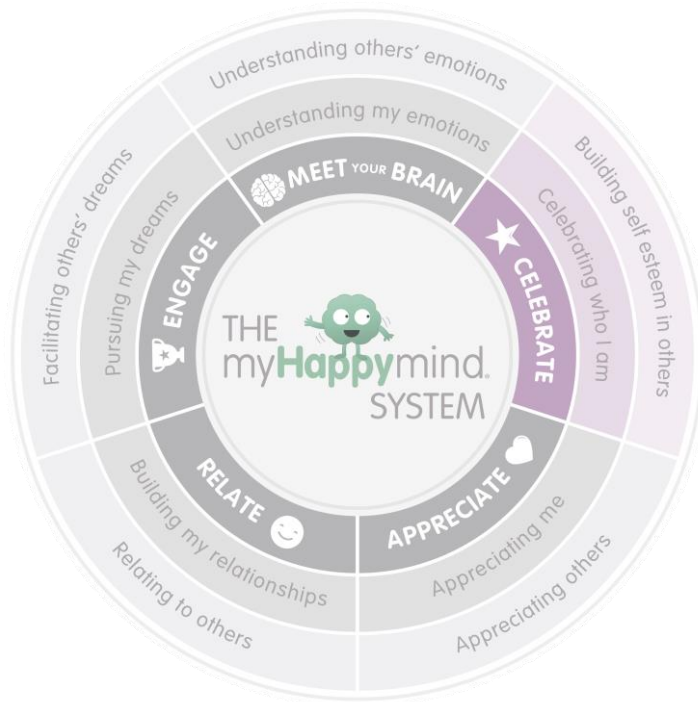 Understanding others' emotions
Understanding my emotions
MEET YOUR BRAIN
Building self esteem in others
Celebrating who I am
CELEBRATE
Appreciating others
Appreciating me
APPRECIATE
Relating to others
Building my relationships
RELATE
Facilitating others' dreams
Pursuing my dreams
ENGAGE
THE
myHappymind®
SYSTEM